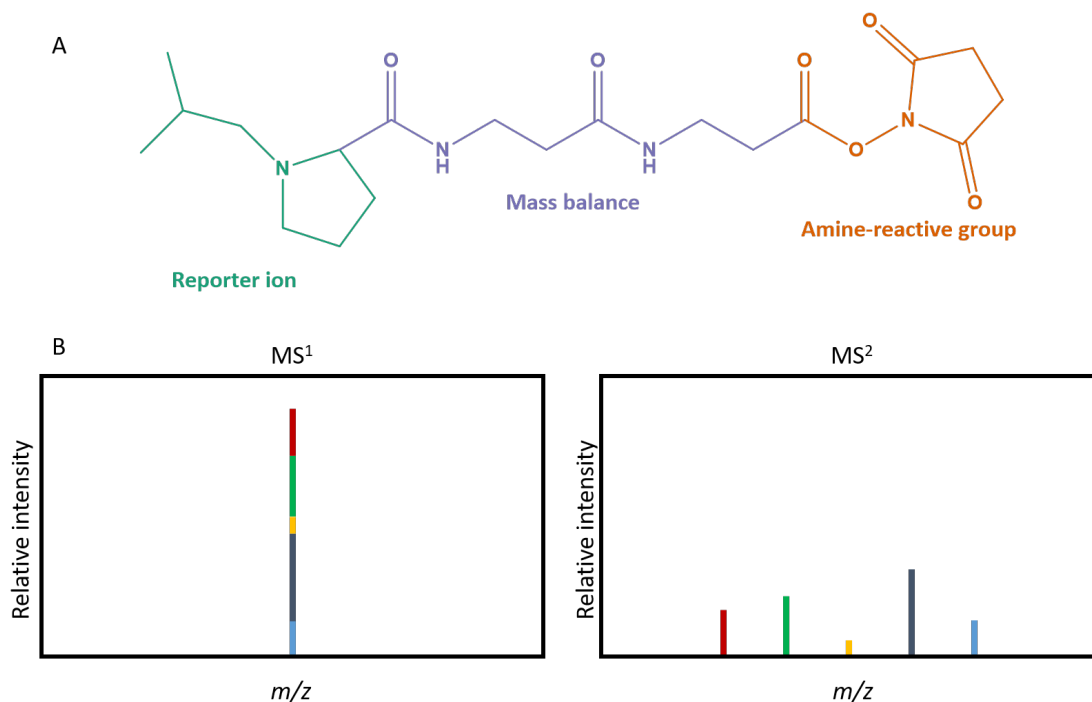 A
O
O
O
O
N
N
H
N
H
O
N
O
Mass balance
Amine-reactive group
Reporter ion
B
MS¹
MS²
Relative intensity
Relative intensity
m/z
m/z